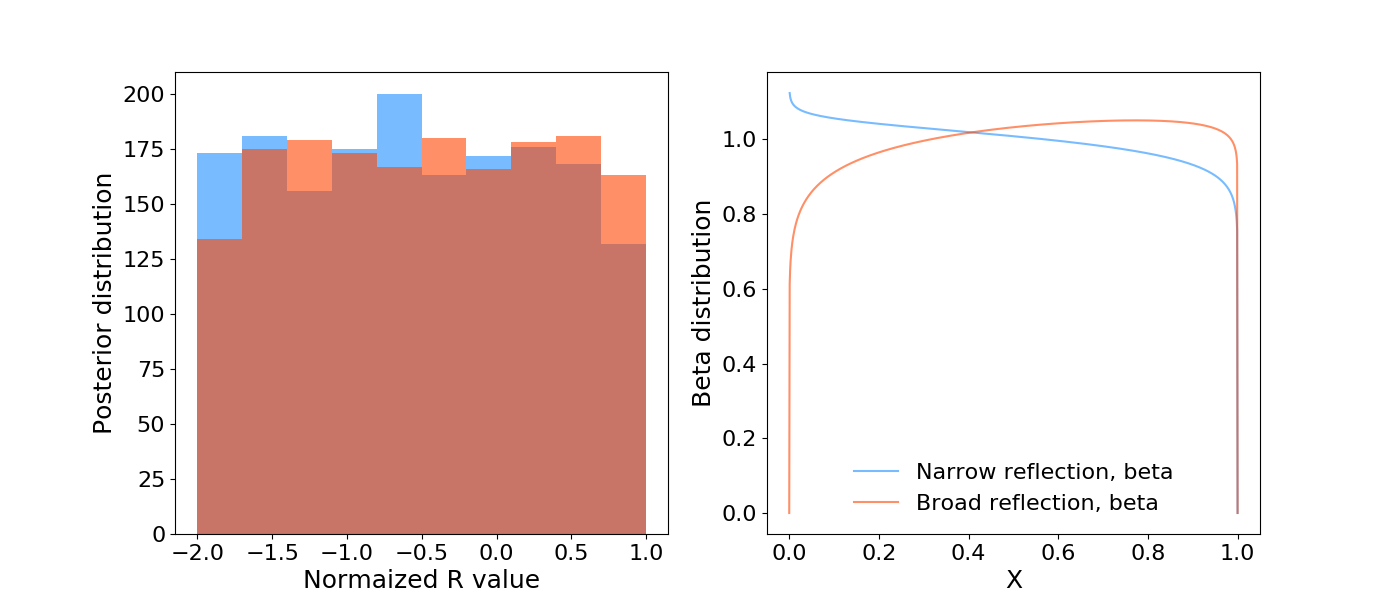 200
175
150
125
100
75
50
25
0
Posterior distribution
−2.0 −1.5 −1.0 −0.5 0.0 0.5 1.0
Normaized R value
1.0
0.8
0.6
0.4
0.2
0.0
Beta distribution
Narrow reflection, beta
Broad reflection, beta
0.0 0.2 0.4 0.6 0.8 1.0
X